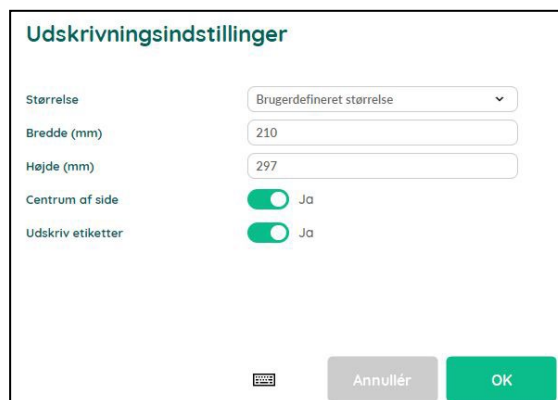 Udskrivningsindstillinger
Størrelse Brugerdefineret størrelse
Bredde (mm) 210
Højde (mm) 297
Centrum af side Ja
Udskriv etiketter Ja
Annullér OK